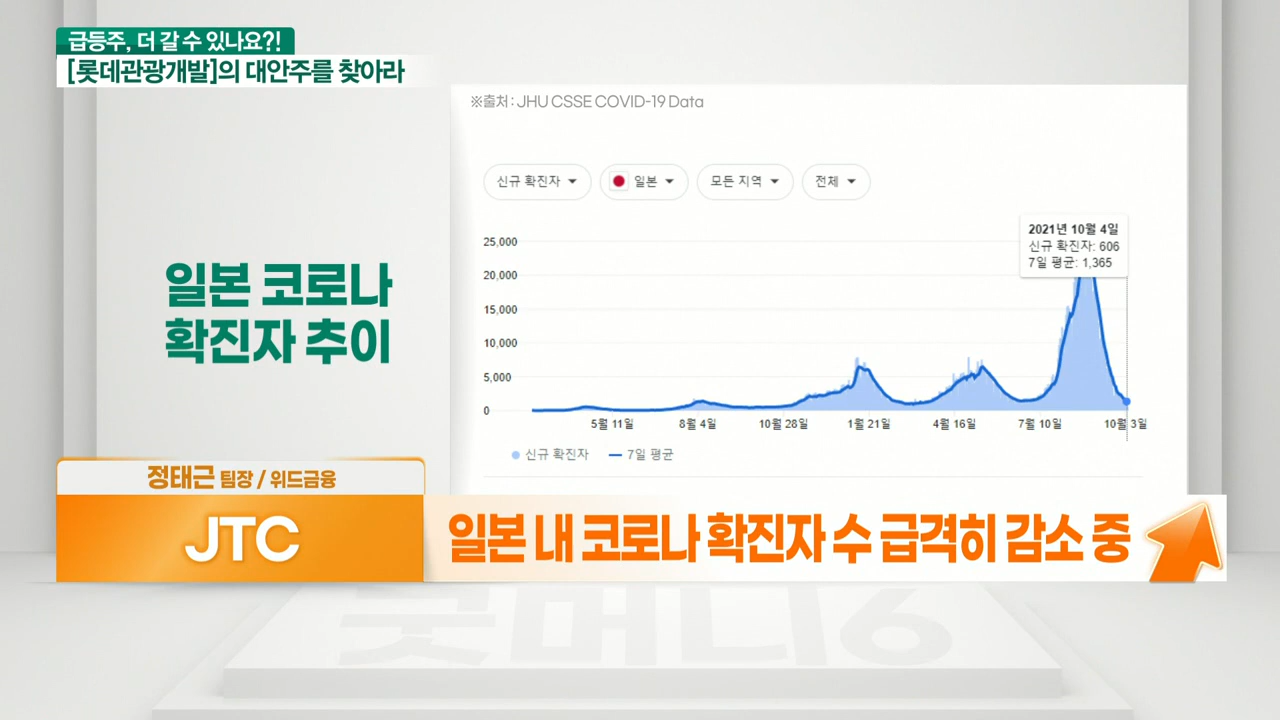 급등주, 더 갈 수 있나요?!
[롯데관광개발]의 대안주를 찾아라
※출처 : JHU CSSE COVID-19 Data
신규 확진자 일본 모든 지역 전체
2021년 10월 4일
신규 확진자: 606
7일 평균: 1,365
25,000
20,000
15,000
10,000
5,000
0
5월 11일 8월 4일 10월 28일 1월 21일 4월 16일 7월 10일 10월 3일
신규 확진자 7일 평균
일본 코로나
확진자 추이
정태근 팀장 / 위드금융
JTC
일본 내 코로나 확진자 수 급격히 감소 중
굿머니6